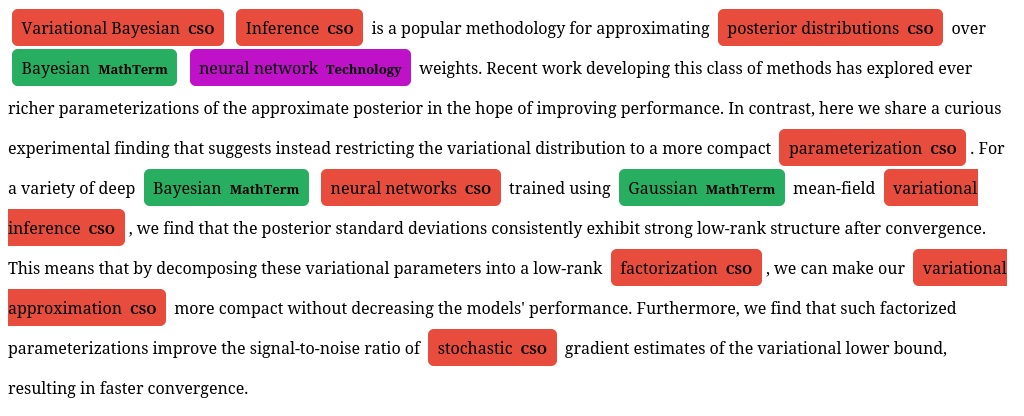 Variational Bayesian CSO Inference CSO is a popular methodology for approximating posterior distributions CSO over
Bayesian MathTerm neural network Technology weights. Recent work developing this class of methods has explored ever
richer parameterizations of the approximate posterior in the hope of improving performance. In contrast, here we share a curious
experimental finding that suggests instead restricting the variational distribution to a more compact parameterization CSO . For
a variety of deep Bayesian MathTerm neural networks CSO trained using Gaussian MathTerm mean-field variational
inference CSO , we find that the posterior standard deviations consistently exhibit strong low-rank structure after convergence.
This means that by decomposing these variational parameters into a low-rank factorization CSO , we can make our variational
approximation CSO more compact without decreasing the models' performance. Furthermore, we find that such factorized
parameterizations improve the signal-to-noise ratio of stochastic CSO gradient estimates of the variational lower bound,
resulting in faster convergence.